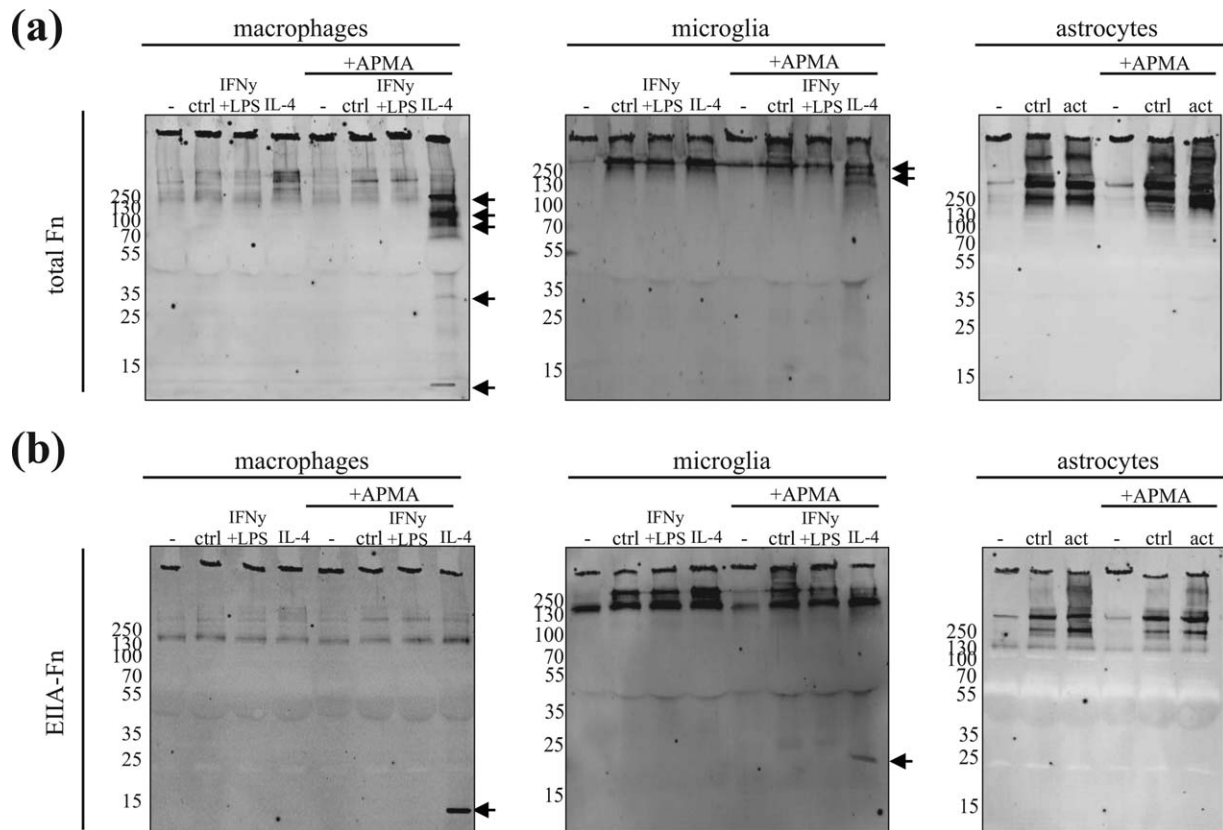 (a)
macrophages
microglia
astrocytes
+APMA
+APMA
+APMA
IFNy
IFNy
IFNy
IFNy
- ctrl +LPS IL-4 - ctrl +LPS IL-4
- ctrl +LPS IL-4 - ctrl +LPS IL-4
- ctrl act - ctrl act
total Fn
250
130
100
70
55
35
25
15
250
130
100
70
55
35
25
15
250
130
100
70
55
35
25
15
(b)
macrophages
microglia
astrocytes
+APMA
+APMA
+APMA
IFNy
IFNy
IFNy
IFNy
- ctrl +LPS IL-4 - ctrl +LPS IL-4
- ctrl +LPS IL-4 - ctrl +LPS IL-4
- ctrl act - ctrl act
EIIA-Fn
250
130
100
70
55
35
25
15
250
130
100
70
55
35
25
15
250
130
100
70
55
35
25
15